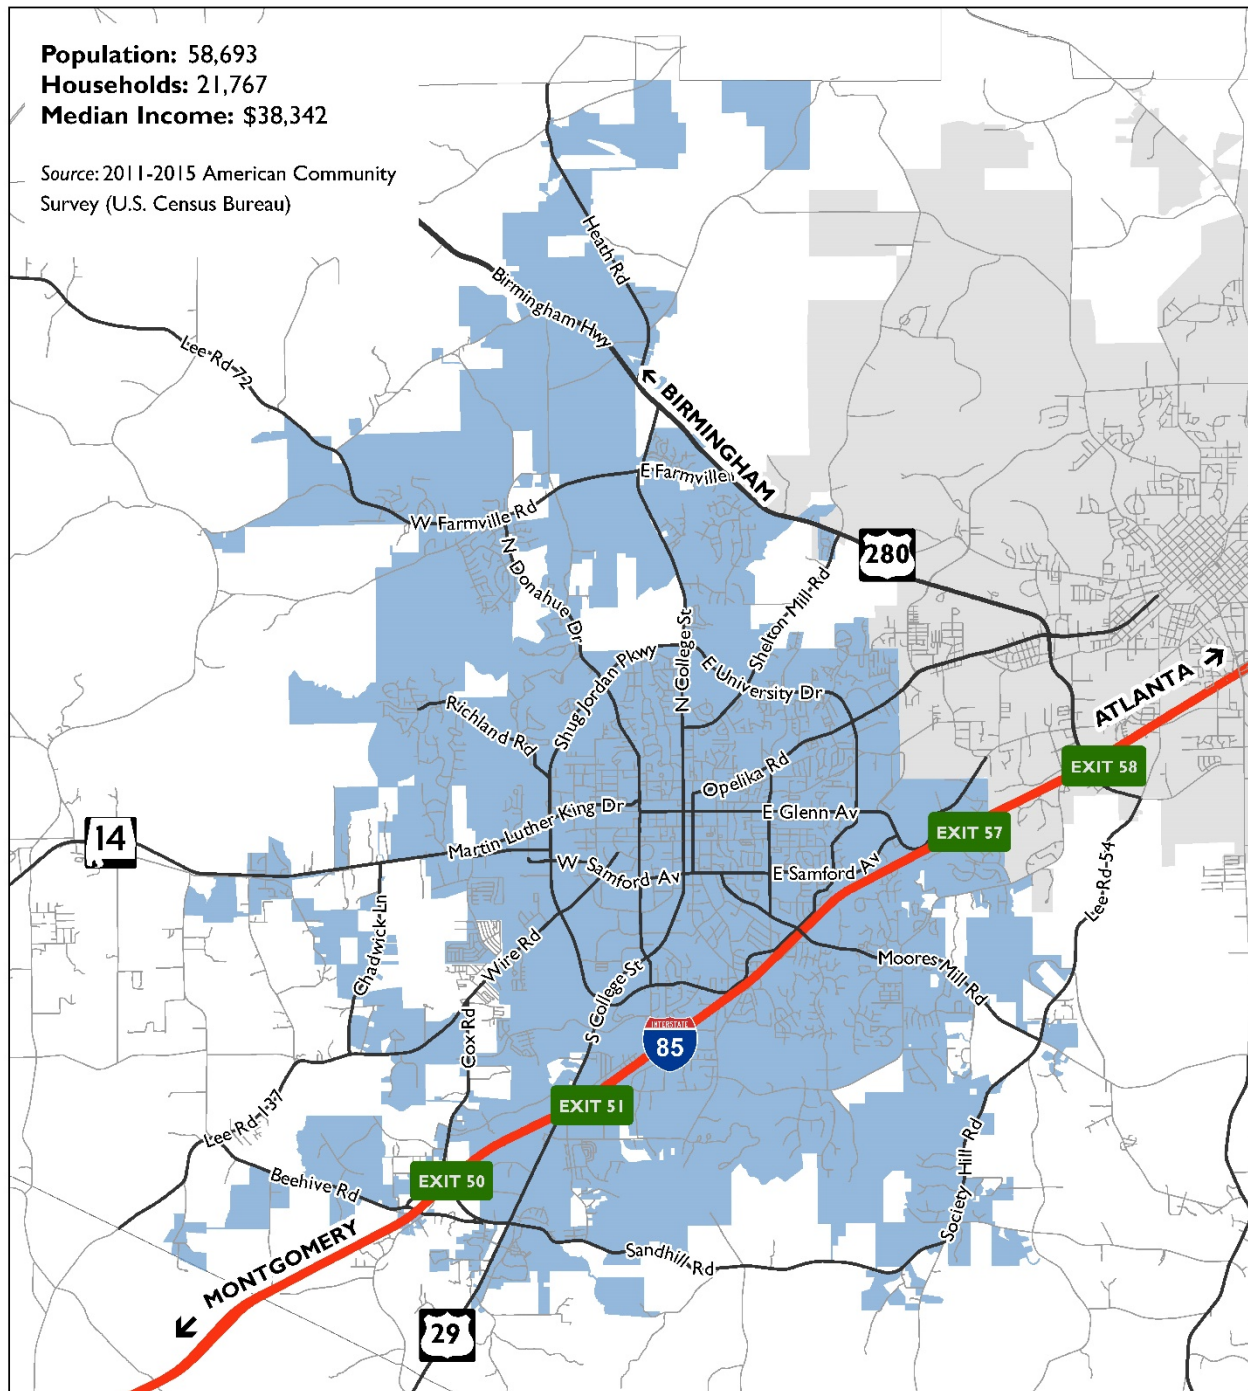 Population: 58,693
Households: 21,767
Median Income: $38,342
Source: 2011-2015 American Community
Survey (U.S. Census Bureau)
Heath Rd
Birmingham Hwy
Lee Rd 72
BIRMINGHAM
E Farmville
W Farmville Rd
280
N Donahue Dr
Shelton Mill Rd
N College St
Shug Jordan Pkwy
E University Dr
ATLANTA
Richland Rd
EXIT 58
Opelika Rd
Martin Luther King Dr
E Glenn Av
EXIT 57
14
W Samford Av
E Samford Av
Lee Rd 54
Chadwick Ln
Wire Rd
Moores Mill Rd
S College St
Cox Rd
INTERSTATE
85
EXIT 51
Lee Rd 137
Beehive Rd
EXIT 50
Society Hill Rd
Sandhill Rd
MONTGOMERY
29